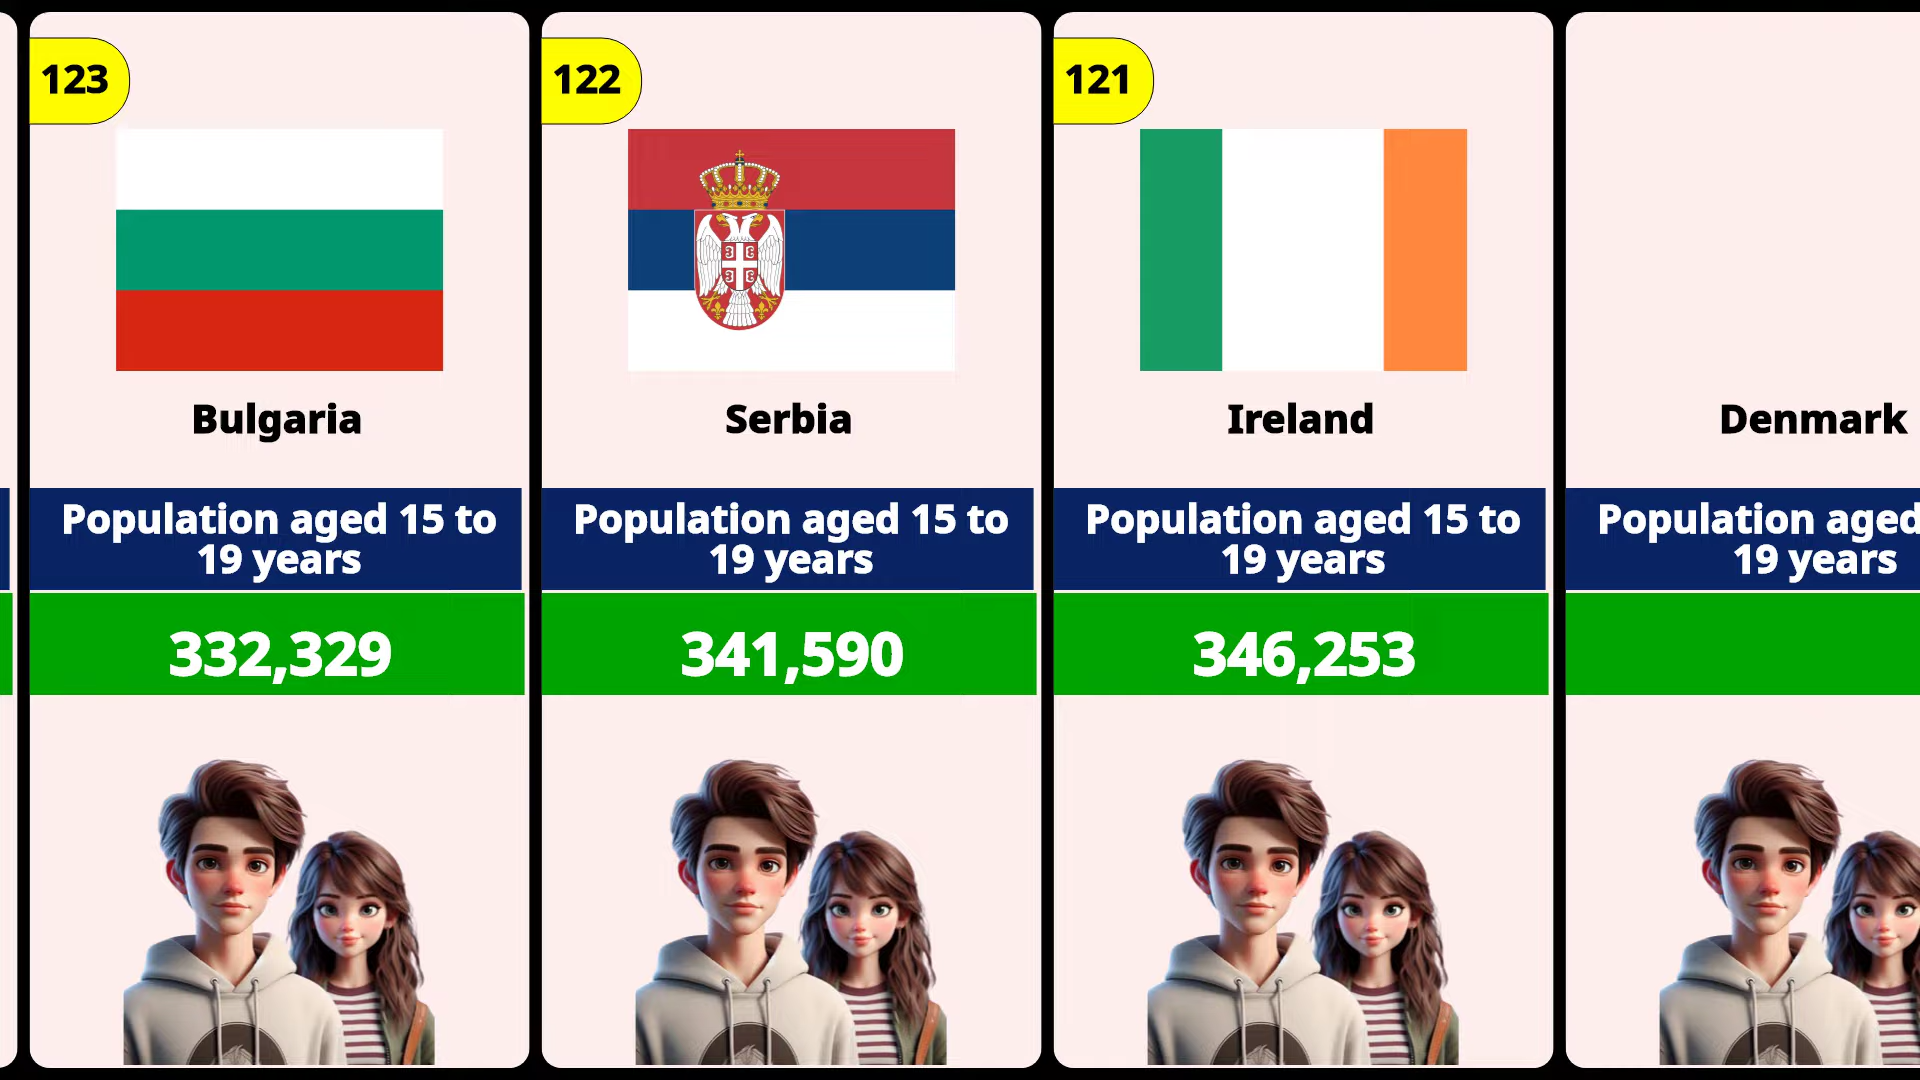 123
Bulgaria
Population aged 15 to
19 years
332,329
122
Serbia
Population aged 15 to
19 years
341,590
121
Ireland
Population aged 15 to
19 years
346,253
Denmark
Population aged
19 years